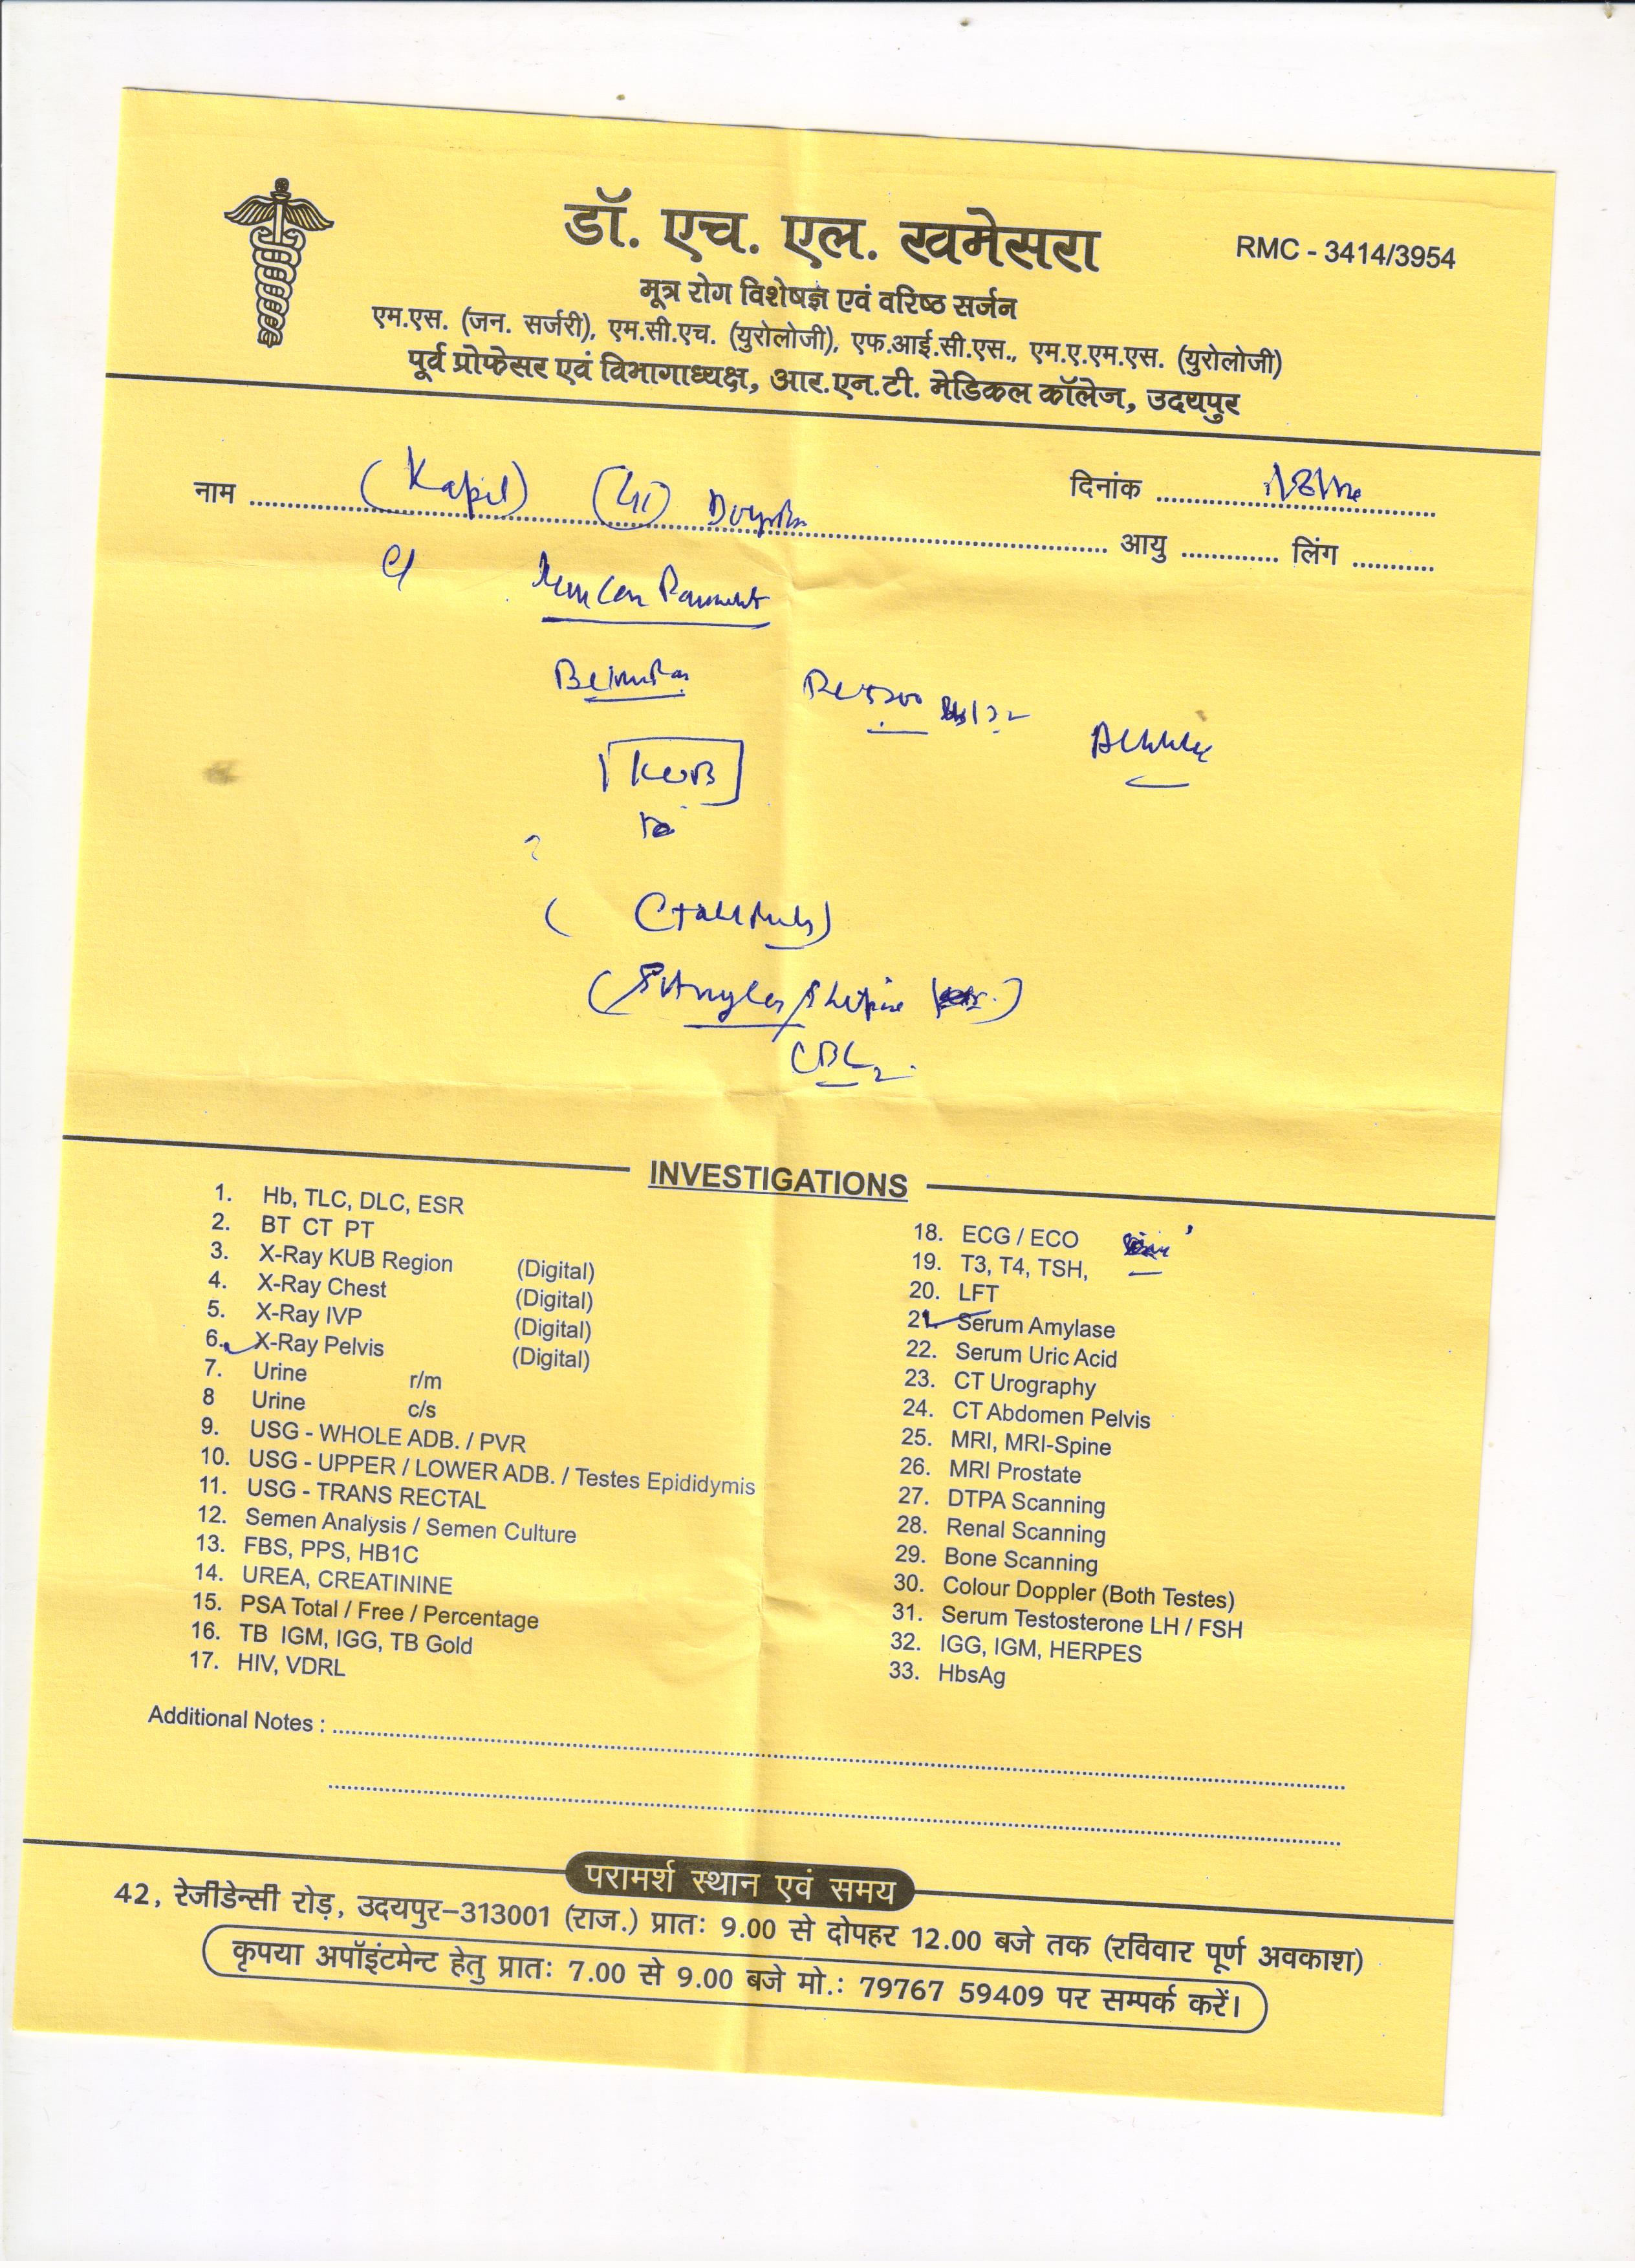 डॉ. एच. एल. खमेसरा
RMC - 3414/3954
मूत्र रोग विशेषज्ञ एवं वरिष्ठ सर्जन
एम.एस. (जन. सर्जरी), एम.सी.एच. (युरोलोजी), एफ.आई.सी.एस., एम.ए.एम.एस. (युरोलोजी)
पूर्व प्रोफेसर एवं विभागाध्यक्ष, आर.एन.टी. मेडिकल कॉलेज, उदयपुर
नाम (Kapil) दिनांक
आयु लिंग
KUB
INVESTIGATIONS
1. Hb, TLC, DLC, ESR
2. BT CT PT
3. X-Ray KUB Region (Digital)
4. X-Ray Chest (Digital)
5. X-Ray IVP (Digital)
6. X-Ray Pelvis (Digital)
7. Urine r/m
8 Urine c/s
9. USG - WHOLE ADB. / PVR
10. USG - UPPER / LOWER ADB. / Testes Epididymis
11. USG - TRANS RECTAL
12. Semen Analysis / Semen Culture
13. FBS, PPS, HB1C
14. UREA, CREATININE
15. PSA Total / Free / Percentage
16. TB IGM, IGG, TB Gold
17. HIV, VDRL
18. ECG / ECO
19. T3, T4, TSH,
20. LFT
21. Serum Amylase
22. Serum Uric Acid
23. CT Urography
24. CT Abdomen Pelvis
25. MRI, MRI-Spine
26. MRI Prostate
27. DTPA Scanning
28. Renal Scanning
29. Bone Scanning
30. Colour Doppler (Both Testes)
31. Serum Testosterone LH / FSH
32. IGG, IGM, HERPES
33. HbsAg
Additional Notes :
परामर्श स्थान एवं समय
42, रेजीडेन्सी रोड़, उदयपुर–313001 (राज.) प्रातः 9.00 से दोपहर 12.00 बजे तक (रविवार पूर्ण अवकाश)
कृपया अपॉइंटमेन्ट हेतु प्रातः 7.00 से 9.00 बजे मो.: 79767 59409 पर सम्पर्क करें।